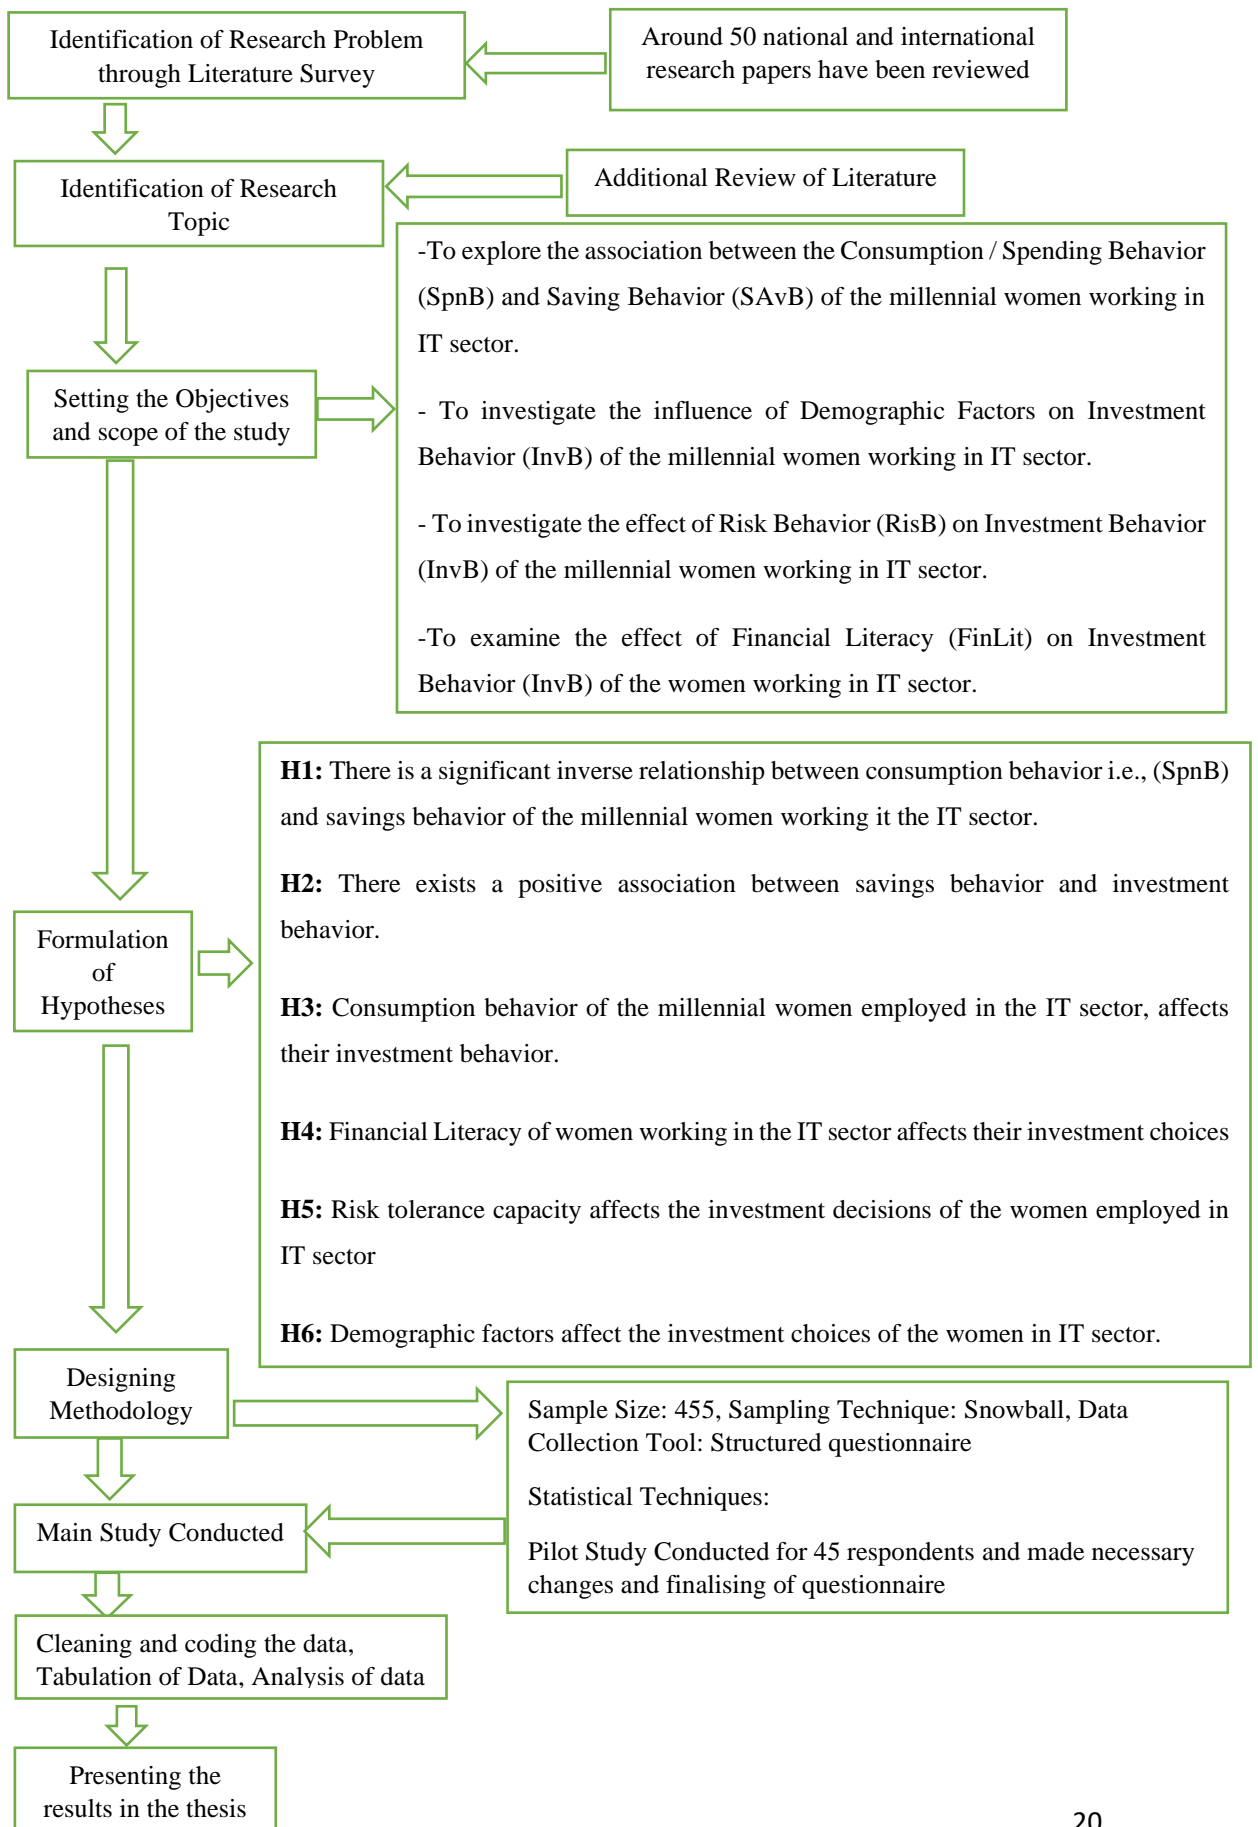 Identification of Research Problem
through Literature Survey
Around 50 national and international
research papers have been reviewed
Identification of Research
Topic
Additional Review of Literature
-To explore the association between the Consumption / Spending Behavior
(SpnB) and Saving Behavior (SAvB) of the millennial women working in
IT sector.
- To investigate the influence of Demographic Factors on Investment
Behavior (InvB) of the millennial women working in IT sector.
- To investigate the effect of Risk Behavior (RisB) on Investment Behavior
(InvB) of the millennial women working in IT sector.
-To examine the effect of Financial Literacy (FinLit) on Investment
Behavior (InvB) of the women working in IT sector.
Setting the Objectives
and scope of the study
H1: There is a significant inverse relationship between consumption behavior i.e., (SpnB)
and savings behavior of the millennial women working it the IT sector.
H2: There exists a positive association between savings behavior and investment
behavior.
H3: Consumption behavior of the millennial women employed in the IT sector, affects
their investment behavior.
H4: Financial Literacy of women working in the IT sector affects their investment choices
H5: Risk tolerance capacity affects the investment decisions of the women employed in
IT sector
H6: Demographic factors affect the investment choices of the women in IT sector.
Formulation
of
Hypotheses
Designing
Methodology
Sample Size: 455, Sampling Technique: Snowball, Data
Collection Tool: Structured questionnaire
Statistical Techniques:
Pilot Study Conducted for 45 respondents and made necessary
changes and finalising of questionnaire
Main Study Conducted
Cleaning and coding the data,
Tabulation of Data, Analysis of data
Presenting the
results in the thesis
20